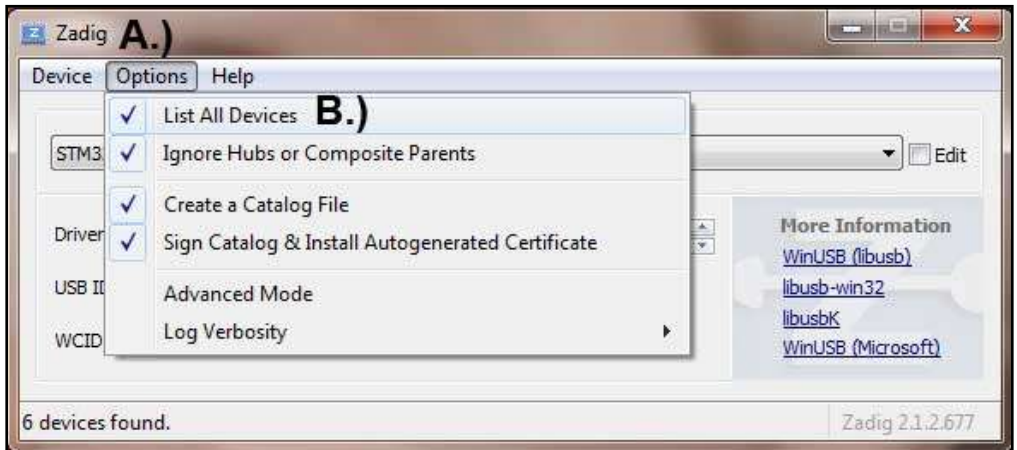 Zadig A.)
Device Options Help
List All Devices B.)
STM3
Ignore Hubs or Composite Parents
Edit
Create a Catalog File
Driver
Sign Catalog & Install Autogenerated Certificate
More Information
WinUSB (libusb)
USB ID
Advanced Mode
libusb-win32
WCID
Log Verbosity
libusbK
WinUSB (Microsoft)
6 devices found.
Zadig 2.1.2.677